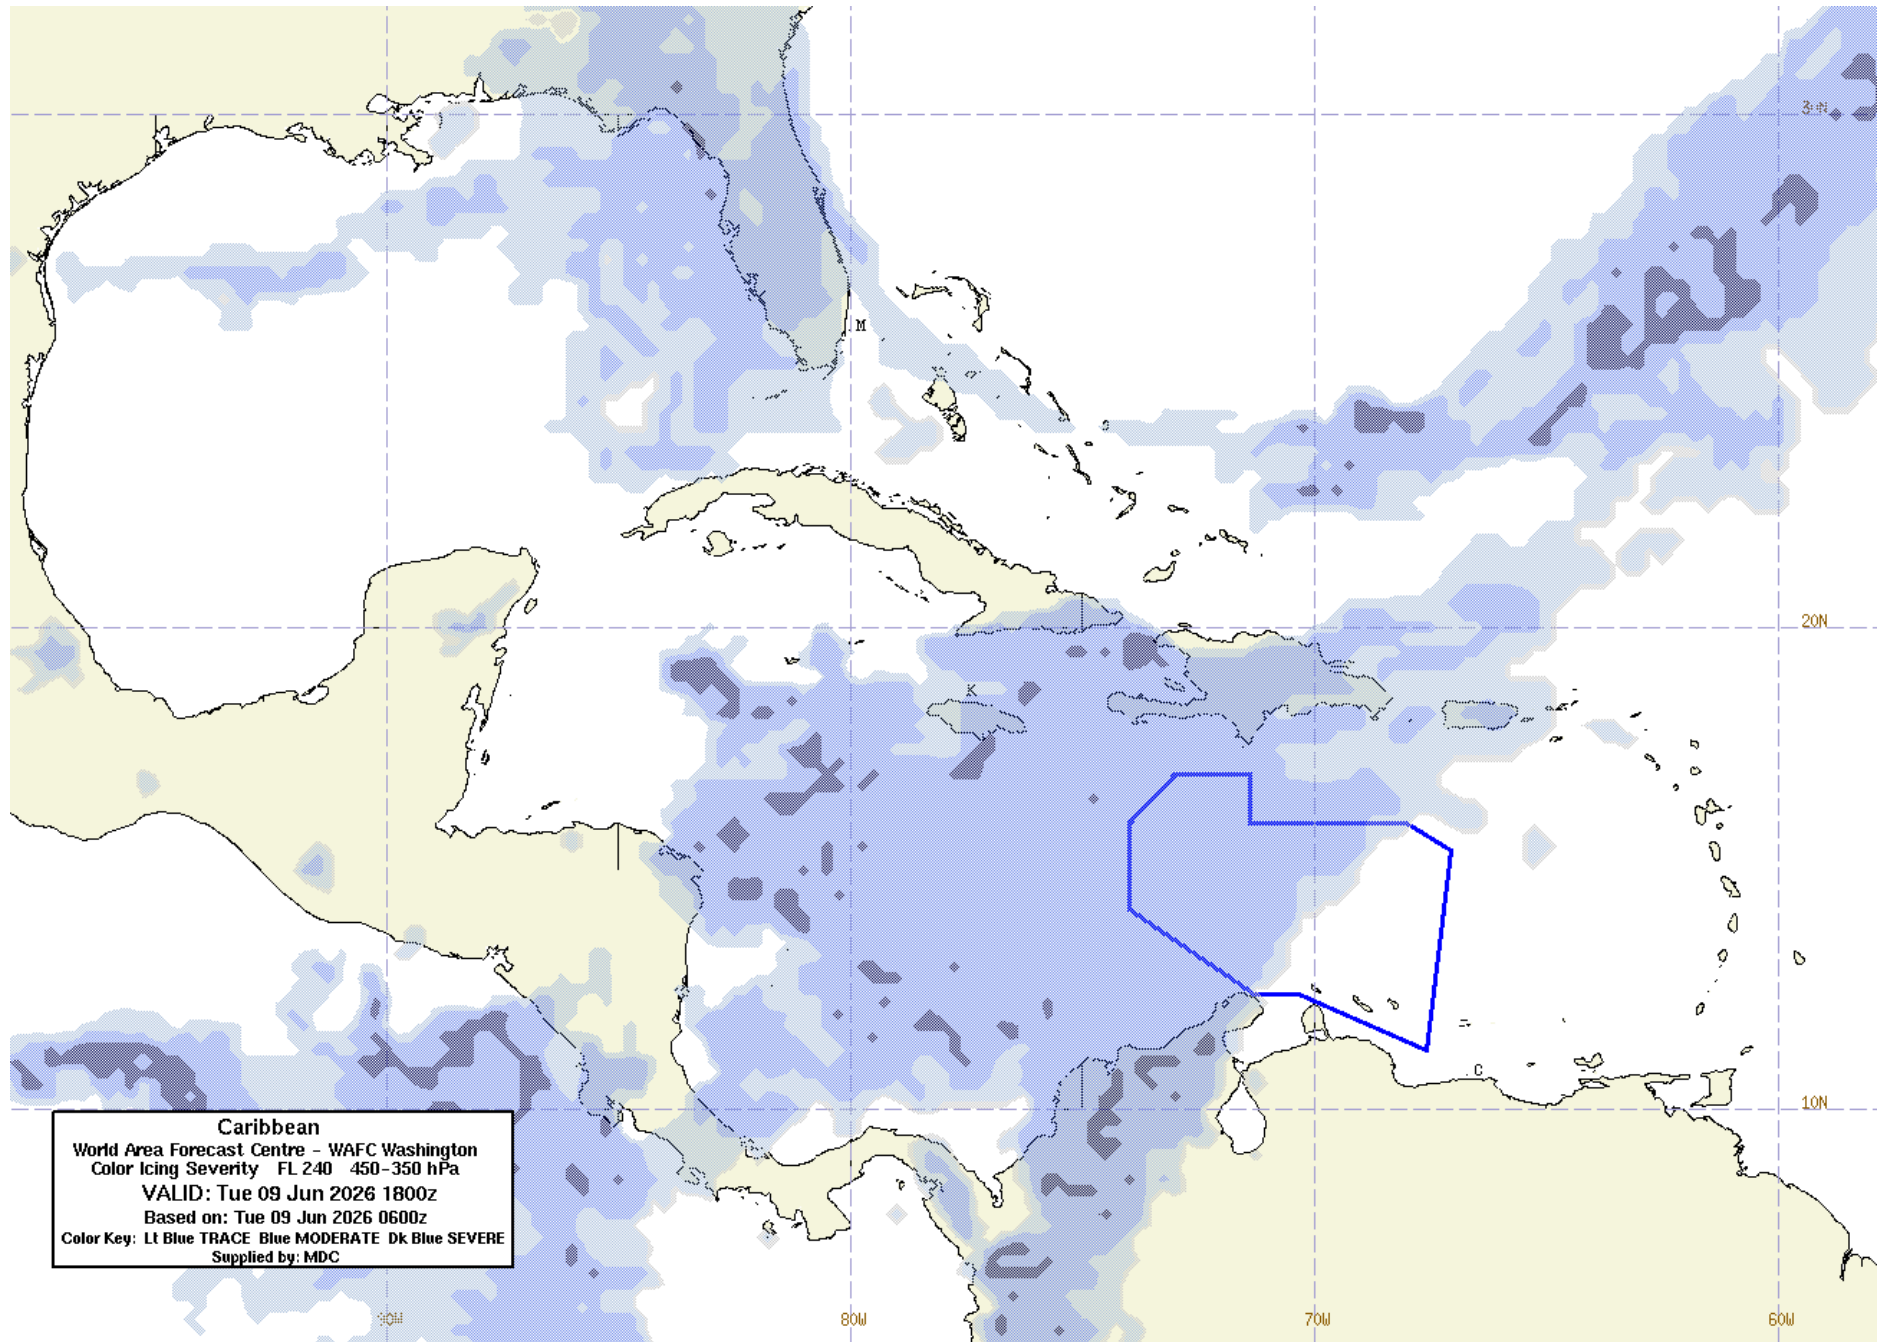 30N
M
20N
K
C
10N
Caribbean
World Area Forecast Centre - WAFC Washington
Color Icing Severity FL 240 450-350 hPa
VALID: Tue 09 Jun 2026 1800z
Based on: Tue 09 Jun 2026 0600z
Color Key: Lt Blue TRACE Blue MODERATE Dk Blue SEVERE
Supplied by: MDC
90W
80W
70W
60W